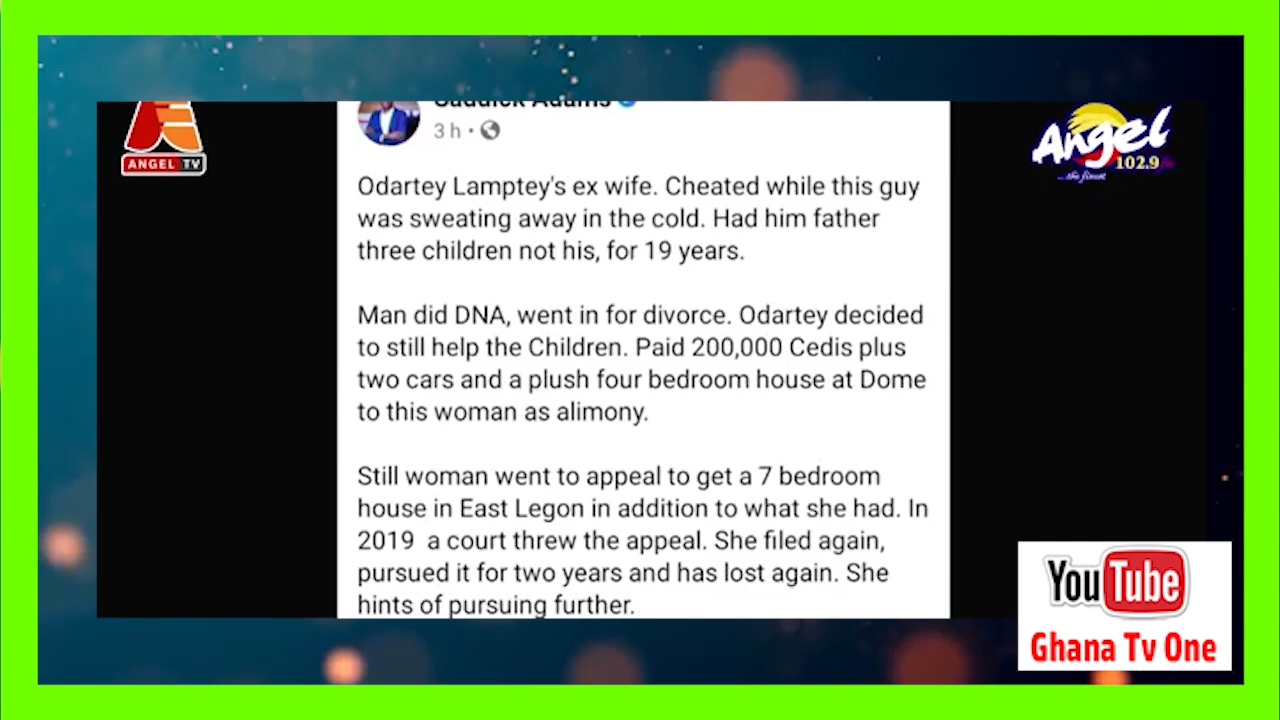 Saddick Adams
3 h
ANGEL TV
Angel
102.9 fm
...the finest
Odartey Lamptey's ex wife. Cheated while this guy
was sweating away in the cold. Had him father
three children not his, for 19 years.
Man did DNA, went in for divorce. Odartey decided
to still help the Children. Paid 200,000 Cedis plus
two cars and a plush four bedroom house at Dome
to this woman as alimony.
Still woman went to appeal to get a 7 bedroom
house in East Legon in addition to what she had. In
2019 a court threw the appeal. She filed again,
pursued it for two years and has lost again. She
hints of pursuing further.
YouTube
Ghana Tv One